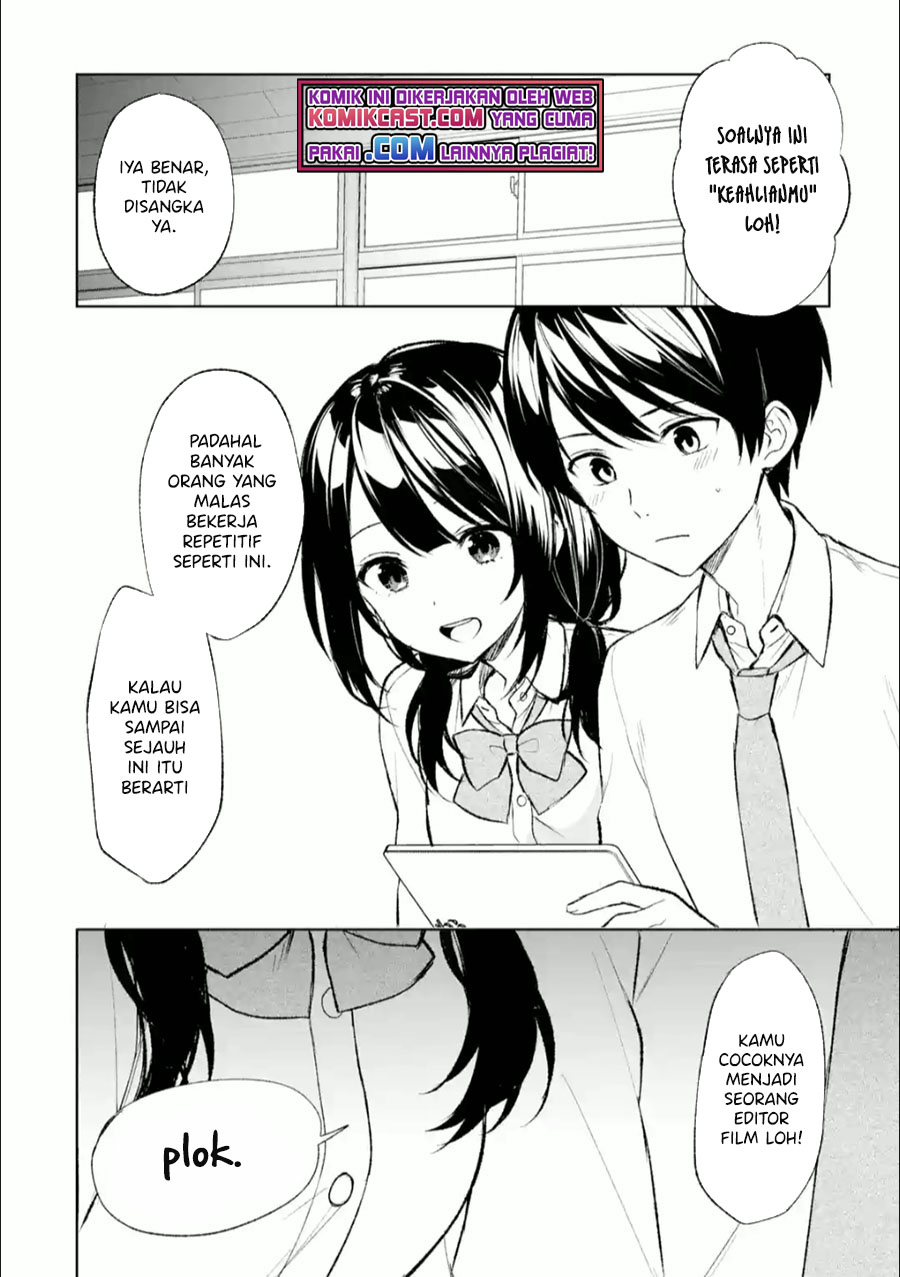 KOMIK INI DIKERJAKAN OLEH WEB
KOMIKCAST.COM YANG CUMA
PAKAI .COM LAINNYA PLAGIAT!
SOALNYA INI
TERASA SEPERTI
"KEAHLIANMU"
LOH!
IYA BENAR,
TIDAK
DISANGKA
YA.
PADAHAL
BANYAK
ORANG YANG
MALAS
BEKERJA
REPETITIF
SEPERTI INI.
KALAU
KAMU BISA
SAMPAI
SEJAUH
INI ITU
BERARTI
KAMU
COCOKNYA
MENJADI
SEORANG
EDITOR
FILM LOH!
plok.